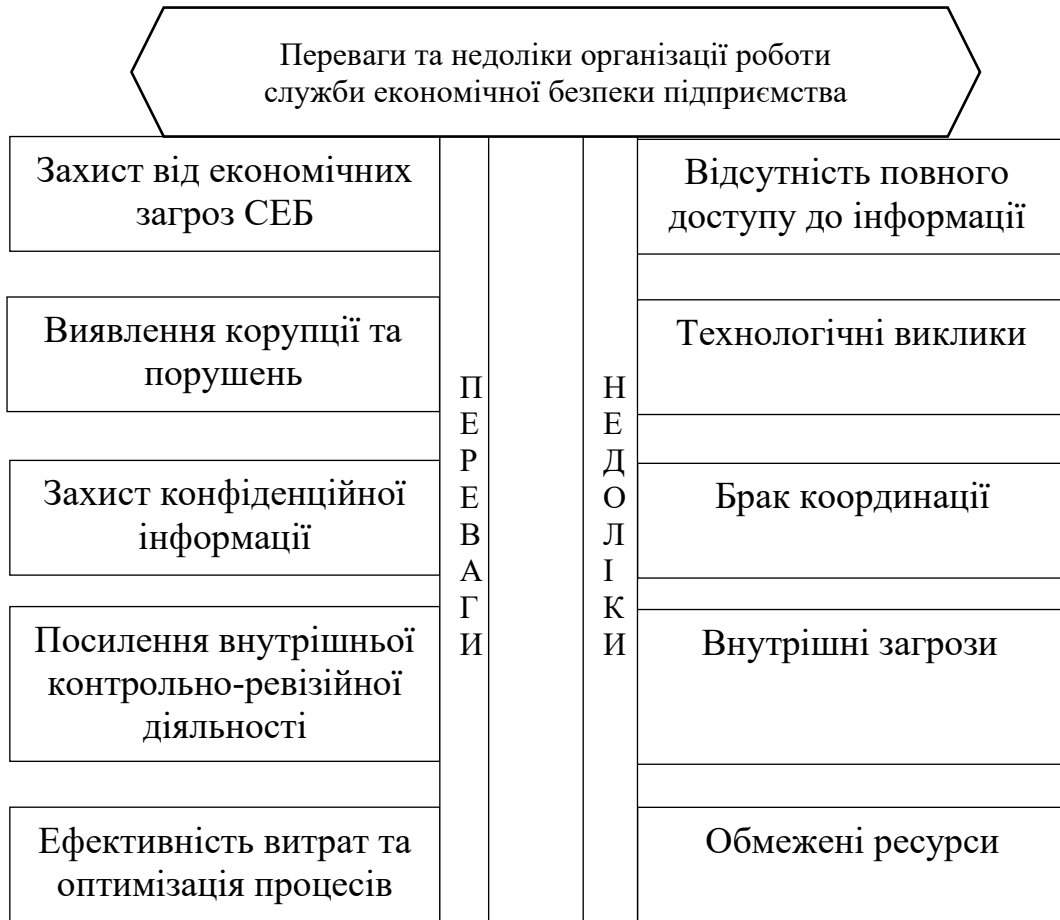 Переваги та недоліки організації роботи
служби економічної безпеки підприємства
Захист від економічних
загроз СЕБ
Виявлення корупції та
порушень
Захист конфіденційної
інформації
Посилення внутрішньої
контрольно-ревізійної
діяльності
Ефективність витрат та
оптимізація процесів
П
Е
Р
Е
В
А
Г
И
Н
Е
Д
О
Л
І
К
И
Відсутність повного
доступу до інформації
Технологічні виклики
Брак координації
Внутрішні загрози
Обмежені ресурси